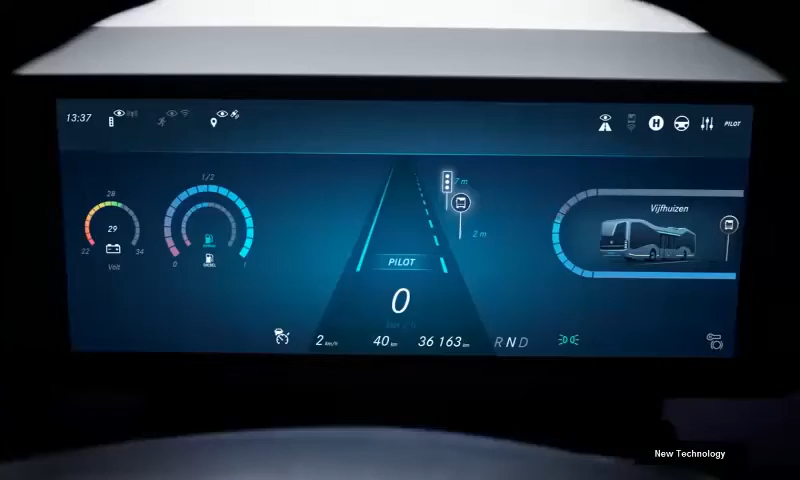 13:37
H
PILOT
28
29
22
34
Volt
1/2
0
1
DIESEL
7 m
2 m
PILOT
0
Vijfhuizen
2 km/h
40 km
36 163 km
R N D
New Technology